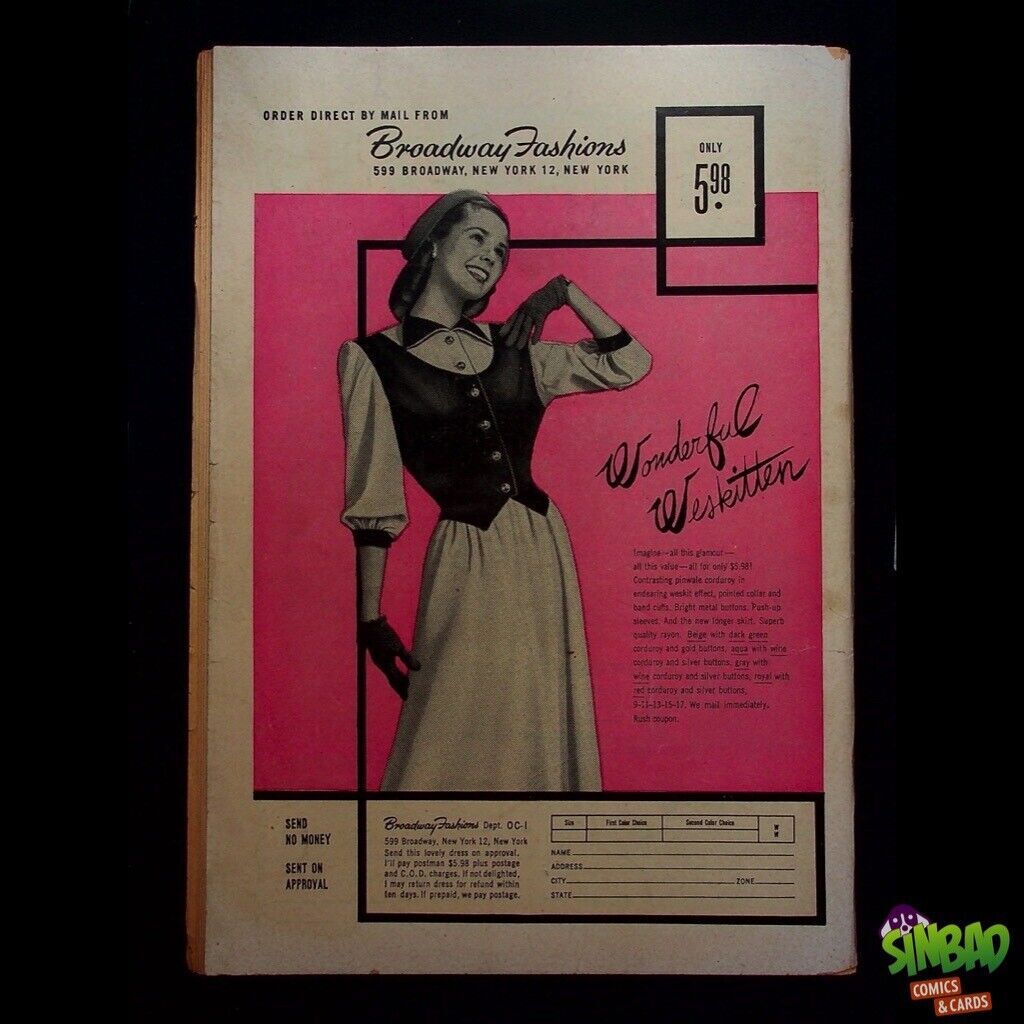 ORDER DIRECT BY MAIL FROM
Broadway Fashions
599 BROADWAY, NEW YORK 12, NEW YORK
ONLY
5.98
Wonderful
Weskitten
Imagine—all this glamour—
all this value—all for only $5.98!
Contrasting pinwale corduroy in
endearing weskit effect, pointed collar and
band cuffs. Bright metal buttons. Push-up
sleeves. And the new longer skirt. Superb
quality rayon. Beige with dark green
corduroy and gold buttons, aqua with wine
corduroy and silver buttons, gray with
wine corduroy and silver buttons, royal with
red corduroy and silver buttons,
9-11-13-15-17. We mail immediately.
Rush coupon.
SEND
NO MONEY
SENT ON
APPROVAL
Broadway Fashions Dept. OC-1
599 Broadway, New York 12, New York
Send this lovely dress on approval.
I'll pay postman $5.98 plus postage
and C.O.D. charges. If not delighted,
I may return dress for refund within
ten days. If prepaid, we pay postage.
Size First Color Choice Second Color Choice W
W
NAME
ADDRESS
CITY ZONE
STATE
SINBAD
COMICS
& CARDS